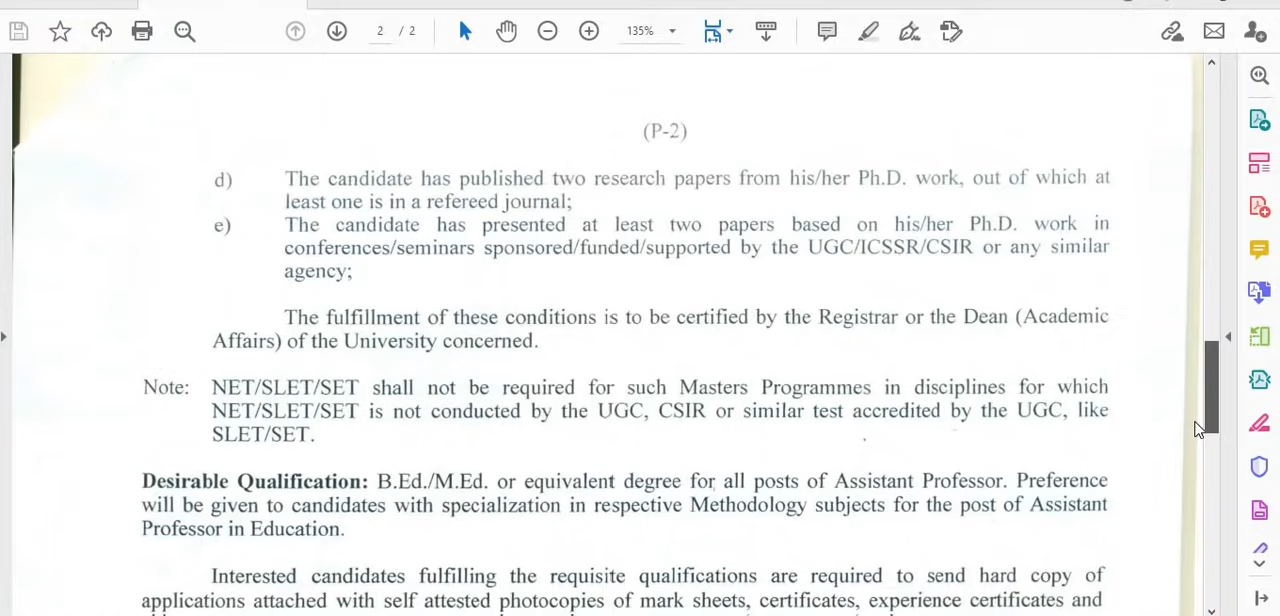 2 / 2
135%
(P-2)
d) The candidate has published two research papers from his/her Ph.D. work, out of which at
least one is in a refereed journal;
e) The candidate has presented at least two papers based on his/her Ph.D. work in
conferences/seminars sponsored/funded/supported by the UGC/ICSSR/CSIR or any similar
agency;
The fulfillment of these conditions is to be certified by the Registrar or the Dean (Academic
Affairs) of the University concerned.
Note: NET/SLET/SET shall not be required for such Masters Programmes in disciplines for which
NET/SLET/SET is not conducted by the UGC, CSIR or similar test accredited by the UGC, like
SLET/SET.
Desirable Qualification: B.Ed./M.Ed. or equivalent degree for all posts of Assistant Professor. Preference
will be given to candidates with specialization in respective Methodology subjects for the post of Assistant
Professor in Education.
Interested candidates fulfilling the requisite qualifications are required to send hard copy of
applications attached with self attested photocopies of mark sheets, certificates, experience certificates and